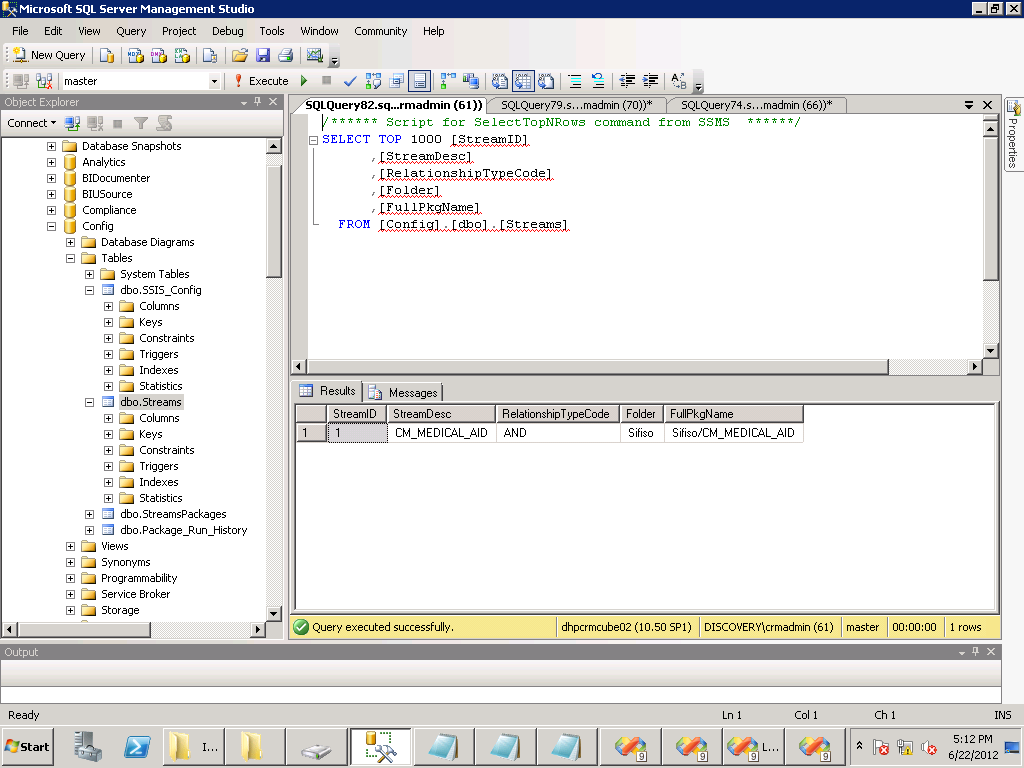 Microsoft SQL Server Management Studio
File Edit View Query Project Debug Tools Window Community Help
New Query
master Execute
Object Explorer
Connect
Database Snapshots
Analytics
BIDocumenter
BIUSource
Compliance
Config
Database Diagrams
Tables
System Tables
dbo.SSIS_Config
Columns
Keys
Constraints
Triggers
Indexes
Statistics
dbo.Streams
Columns
Keys
Constraints
Triggers
Indexes
Statistics
dbo.StreamsPackages
dbo.Package_Run_History
Views
Synonyms
Programmability
Service Broker
Storage
SQLQuery82.sq...rmadmin (61)) SQLQuery79.s...madmin (70))* SQLQuery74.s...madmin (66))*
/****** Script for SelectTopNRows command from SSMS ******/
SELECT TOP 1000 [StreamID]
,[StreamDesc]
,[RelationshipTypeCode]
,[Folder]
,[FullPkgName]
FROM [Config].[dbo].[Streams]
Properties
Results Messages
StreamID StreamDesc RelationshipTypeCode Folder FullPkgName
1 1 CM_MEDICAL_AID AND Sifiso Sifiso/CM_MEDICAL_AID
Query executed successfully. dhpcrmcube02 (10.50 SP1) DISCOVERY\crmadmin (61) master 00:00:00 1 rows
Output
Ready Ln 1 Col 1 Ch 1 INS
Start I... 9 9 9 L... 9 5:12 PM
6/22/2012